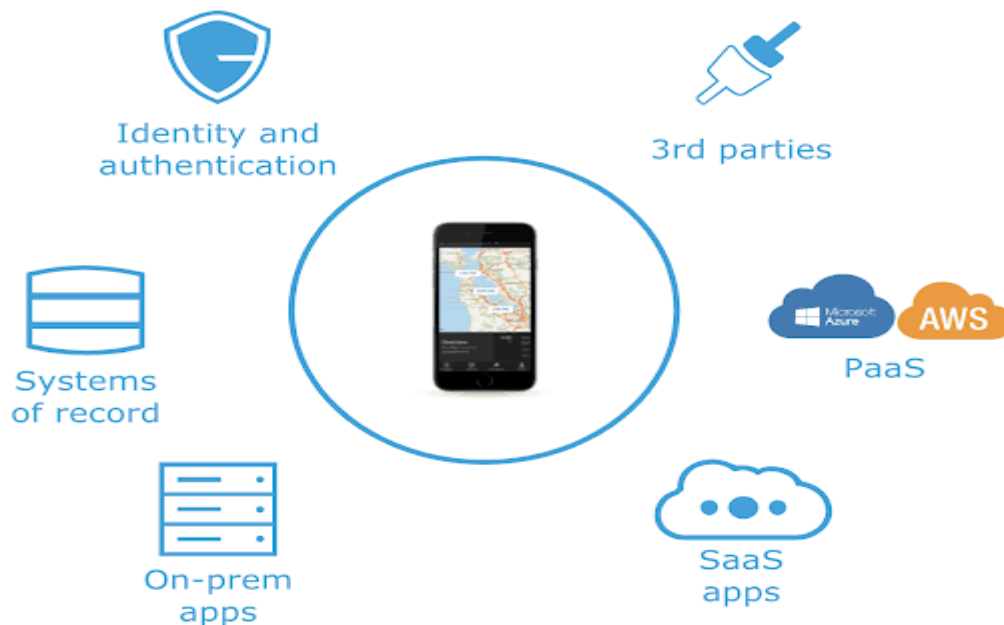 Identity and
authentication
3rd parties
Microsoft
Azure
AWS
PaaS
Systems
of record
On-prem
apps
SaaS
apps